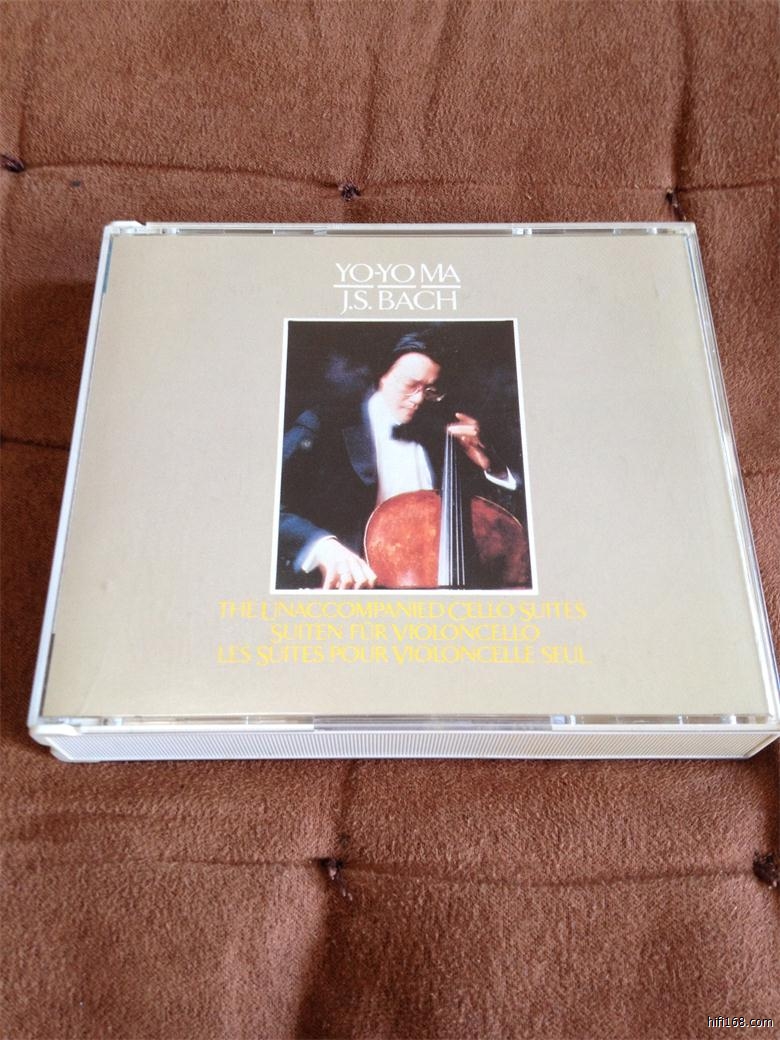 YO-YO MA
J.S. BACH
THE UNACCOMPANIED CELLO SUITES
SUITEN FÜR VIOLONCELLO
LES SUITES POUR VIOLONCELLE SEUL
hifi168.com